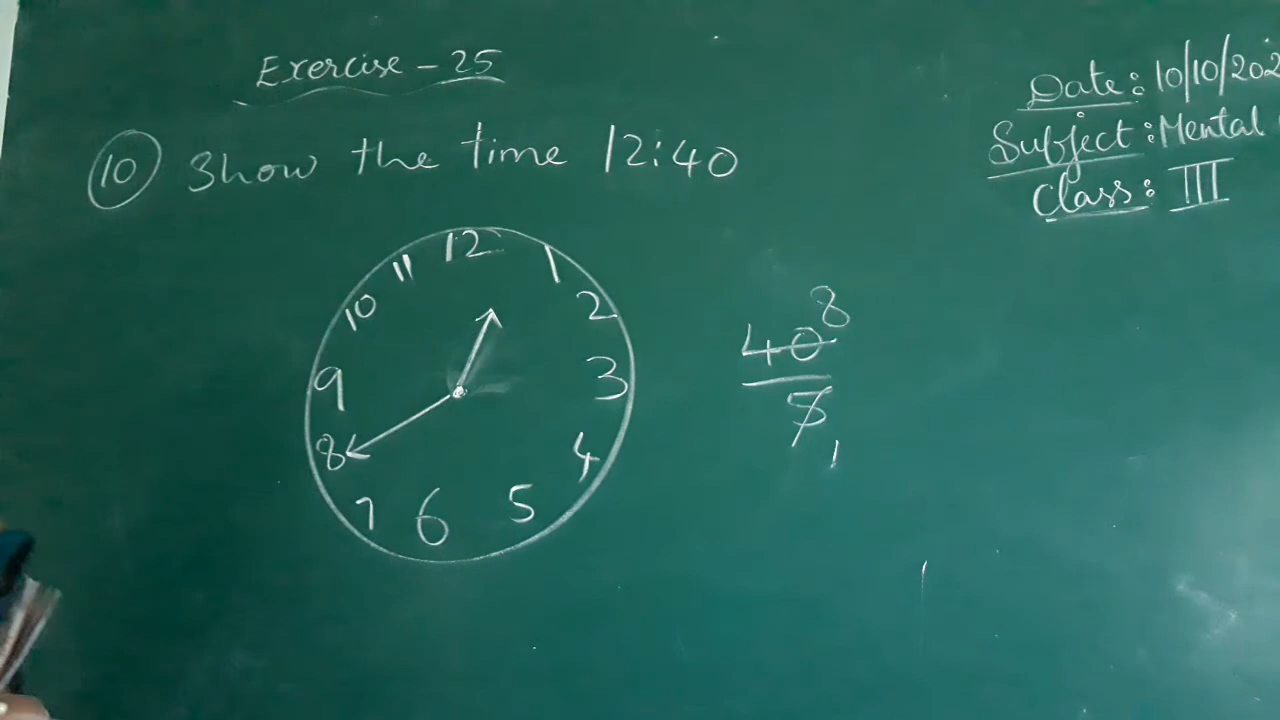 Exercise - 25
Date: 10/10/202
Subject: Mental
Class: III
10 Show the time 12:40
12
11
1
10
2
9
3
8
4
7
6
5
40 8
5 1